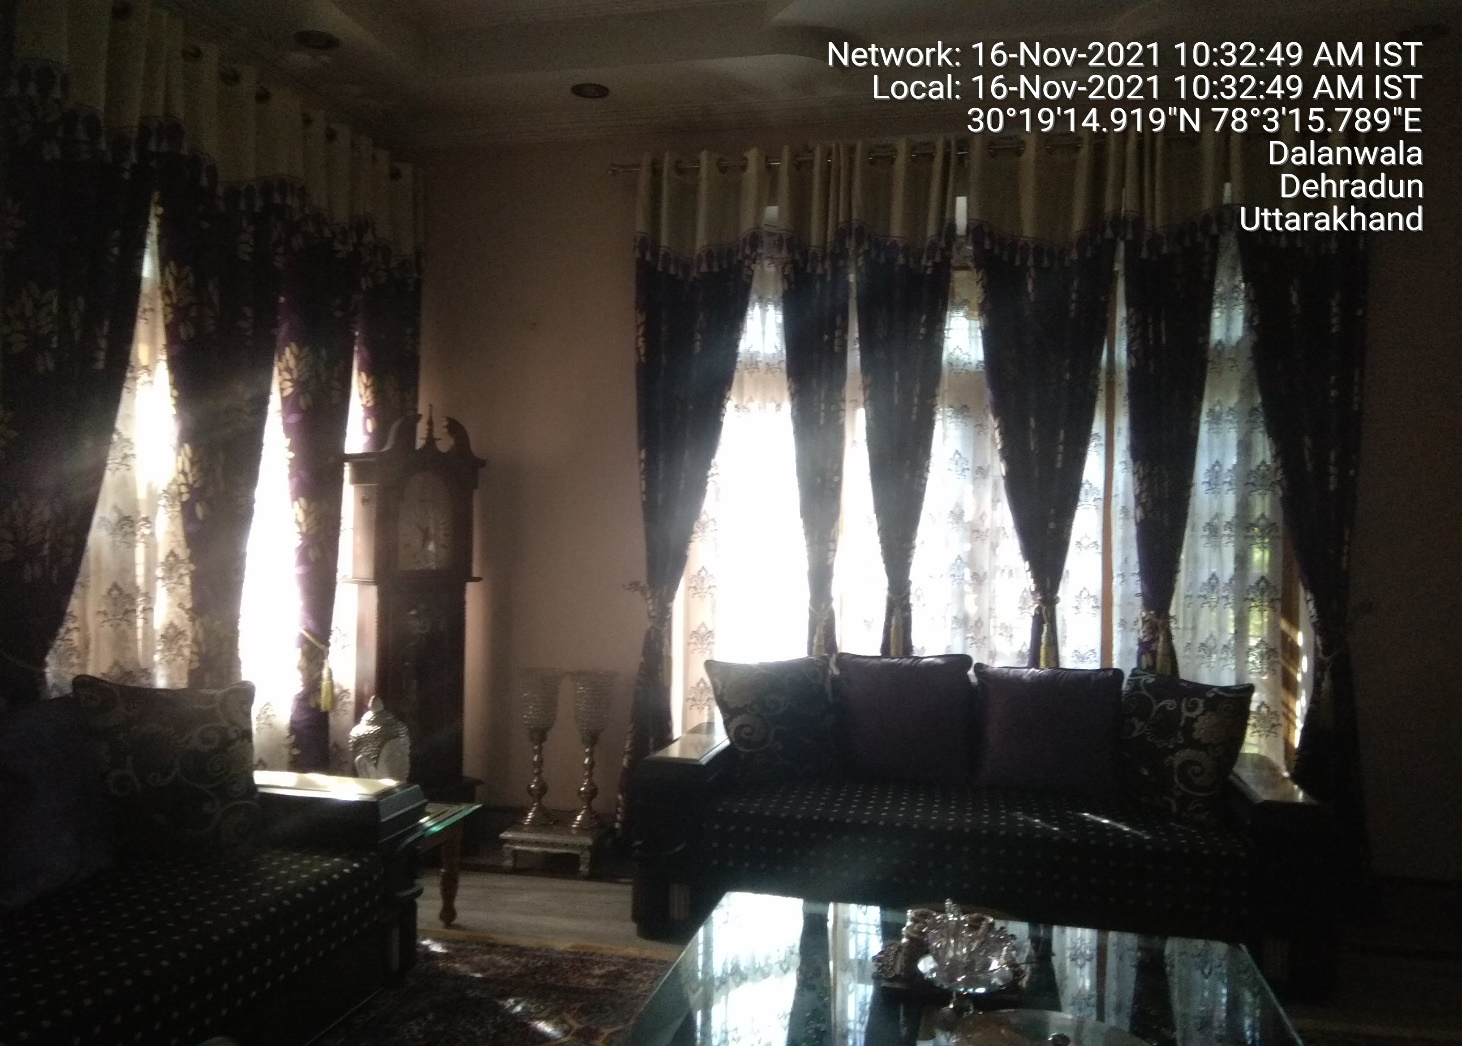 Network: 16-Nov-2021 10:32:49 AM IST
Local: 16-Nov-2021 10:32:49 AM IST
30°19'14.919"N 78°3'15.789"E
Dalanwala
Dehradun
Uttarakhand